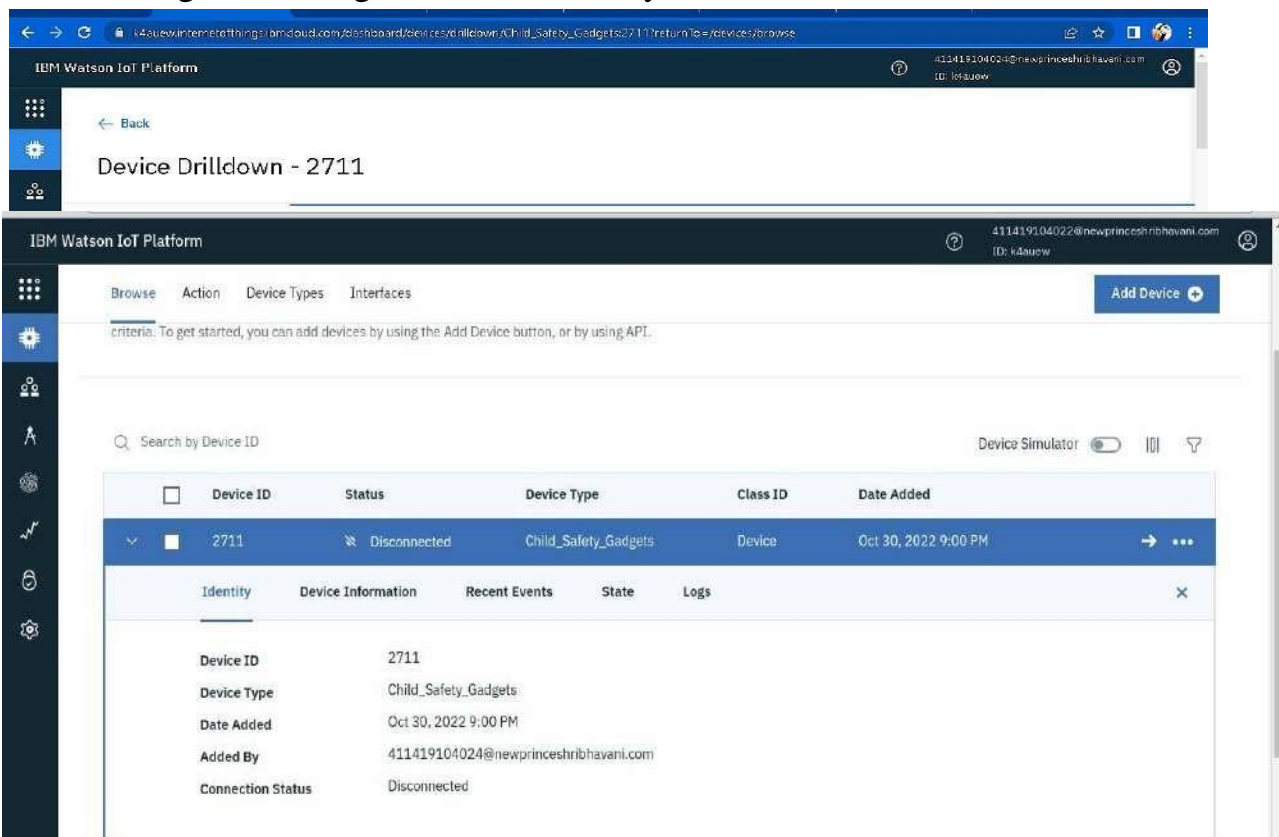 k4auew.internetofthings.ibmcloud.com/dashboard/devices/drilldown/Child_Safety_Gadgets:2711?returnTo=/devices/browse
IBM Watson IoT Platform
411419104024@newprinceshribhavani.com
ID: k4auew
Back
Device Drilldown - 2711
IBM Watson IoT Platform
411419104022@newprinceshribhavani.com
ID: k4auew
Browse Action Device Types Interfaces Add Device
criteria. To get started, you can add devices by using the Add Device button, or by using API.
Search by Device ID Device Simulator
Device ID Status Device Type Class ID Date Added
2711 Disconnected Child_Safety_Gadgets Device Oct 30, 2022 9:00 PM
Identity Device Information Recent Events State Logs
Device ID 2711
Device Type Child_Safety_Gadgets
Date Added Oct 30, 2022 9:00 PM
Added By 411419104024@newprinceshribhavani.com
Connection Status Disconnected